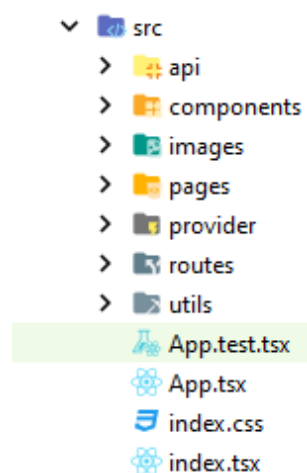 src
api
components
images
pages
provider
routes
utils
App.test.tsx
App.tsx
index.css
index.tsx